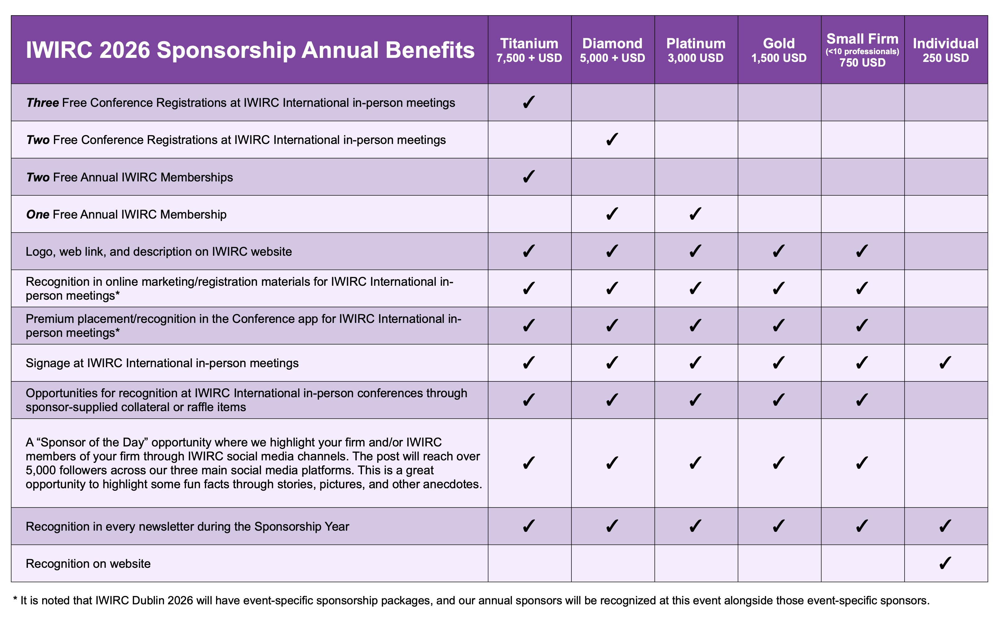 IWIRC 2026 Sponsorship Annual Benefits
Titanium
7,500 + USD
Diamond
5,000 + USD
Platinum
3,000 USD
Gold
1,500 USD
Small Firm
(<10 professionals)
750 USD
Individual
250 USD
Three Free Conference Registrations at IWIRC International in-person meetings ✓
Two Free Conference Registrations at IWIRC International in-person meetings ✓
Two Free Annual IWIRC Memberships ✓
One Free Annual IWIRC Membership ✓ ✓
Logo, web link, and description on IWIRC website ✓ ✓ ✓ ✓ ✓
Recognition in online marketing/registration materials for IWIRC International in-
person meetings* ✓ ✓ ✓ ✓ ✓
Premium placement/recognition in the Conference app for IWIRC International in-
person meetings* ✓ ✓ ✓ ✓ ✓
Signage at IWIRC International in-person meetings ✓ ✓ ✓ ✓ ✓ ✓
Opportunities for recognition at IWIRC International in-person conferences through
sponsor-supplied collateral or raffle items ✓ ✓ ✓ ✓ ✓
A “Sponsor of the Day” opportunity where we highlight your firm and/or IWIRC
members of your firm through IWIRC social media channels. The post will reach over
5,000 followers across our three main social media platforms. This is a great
opportunity to highlight some fun facts through stories, pictures, and other anecdotes. ✓ ✓ ✓ ✓ ✓
Recognition in every newsletter during the Sponsorship Year ✓ ✓ ✓ ✓ ✓ ✓
Recognition on website ✓
* It is noted that IWIRC Dublin 2026 will have event-specific sponsorship packages, and our annual sponsors will be recognized at this event alongside those event-specific sponsors.